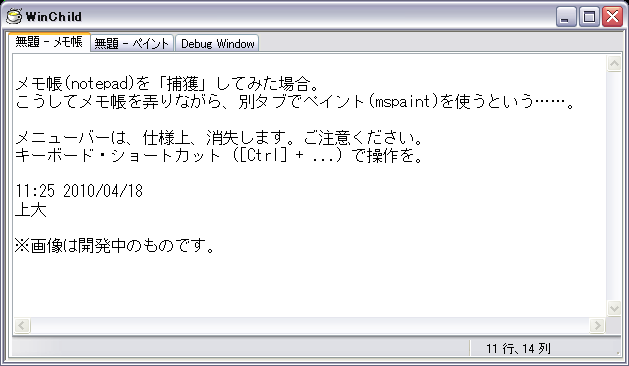 WinChild
無題 - メモ帳
無題 - ペイント
Debug Window
メモ帳(notepad)を「捕獲」してみた場合。
こうしてメモ帳を弄りながら、別タブでペイント(mspaint)を使うという……。
メニューバーは、仕様上、消失します。ご注意ください。
キーボード・ショートカット ([Ctrl] + ...) で操作を。
11:25 2010/04/18
上大
※画像は開発中のものです。
11 行、14 列